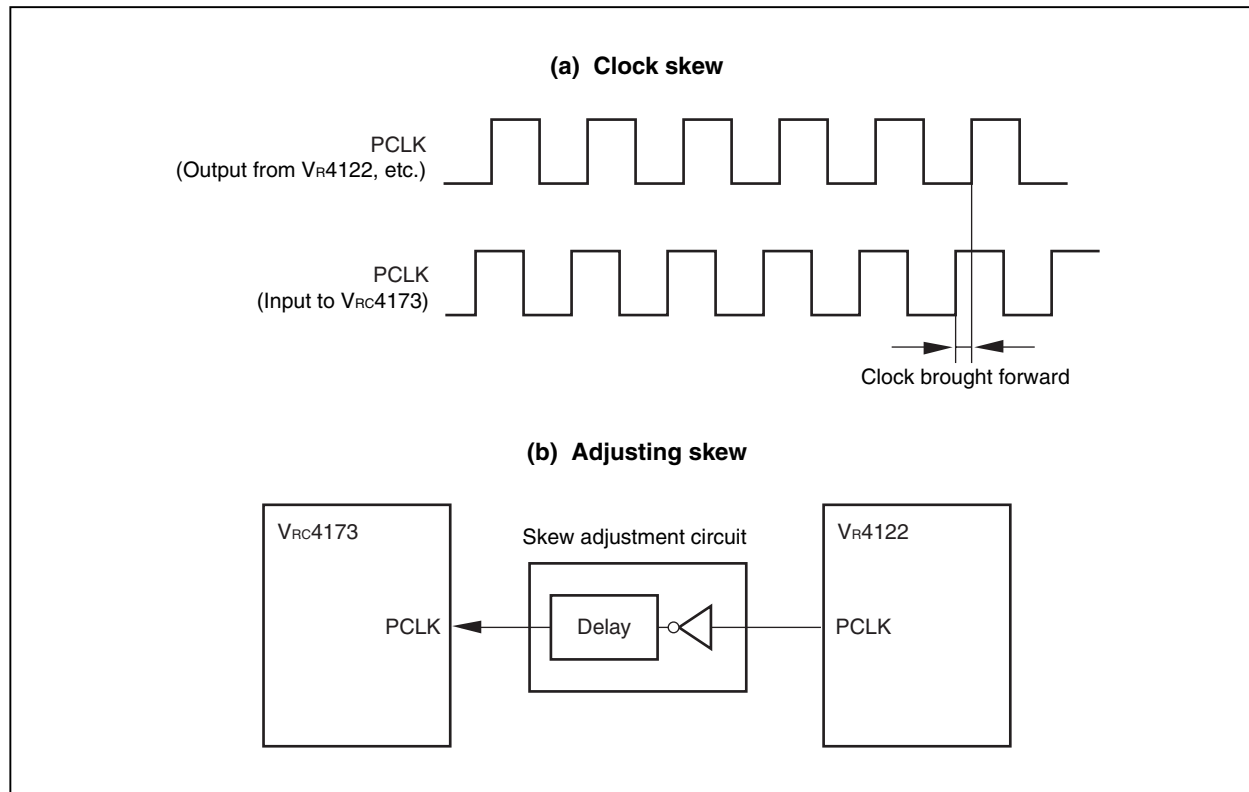 (a) Clock skew
PCLK
(Output from VR4122, etc.)
PCLK
(Input to VRC4173)
Clock brought forward
(b) Adjusting skew
VRC4173
Skew adjustment circuit
VR4122
PCLK
Delay
PCLK